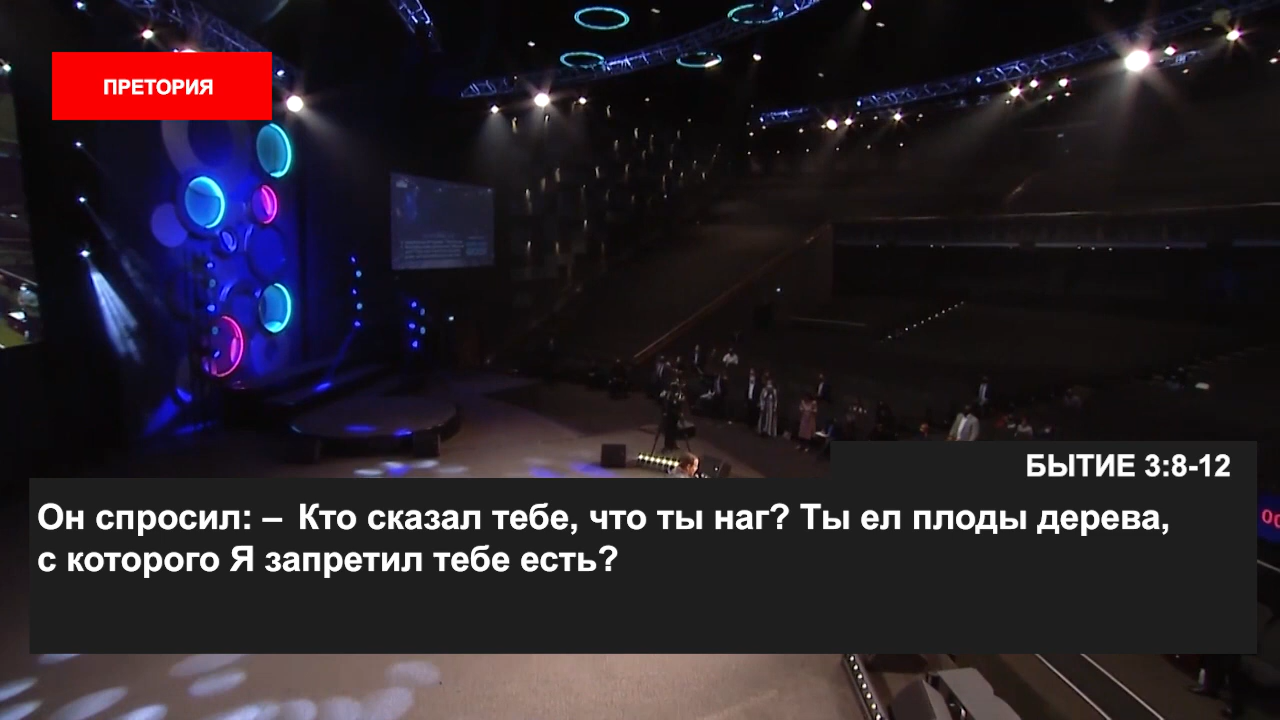 ПРЕТОРИЯ
БЫТИЕ 3:8-12
Он спросил: – Кто сказал тебе, что ты наг? Ты ел плоды дерева,
с которого Я запретил тебе есть?